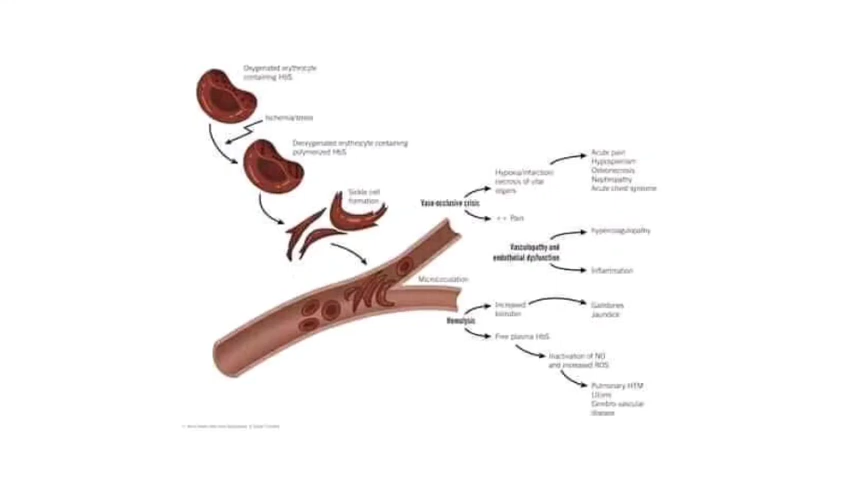 Oxygenated erythrocyte
containing HbS
Ischemia/stress
Deoxygenated erythrocyte containing
polymerized HbS
Sickle cell
formation
Vaso-occlusive crisis
Hypoxia/infarction/
necrosis of vital
organs
Acute pain
Hyposplenism
Osteonecrosis
Nephropathy
Acute chest syndrome
++ Pain
Vasculopathy and
endothelial dysfunction
hypercoagulopathy
Inflammation
Microcirculation
Hemolysis
Increased
bilirubin
Gallstones
Jaundice
Free plasma HbS
Inactivation of NO
and increased ROS
Pulmonary HTM
Ulcers
Cerebro-vascular
disease